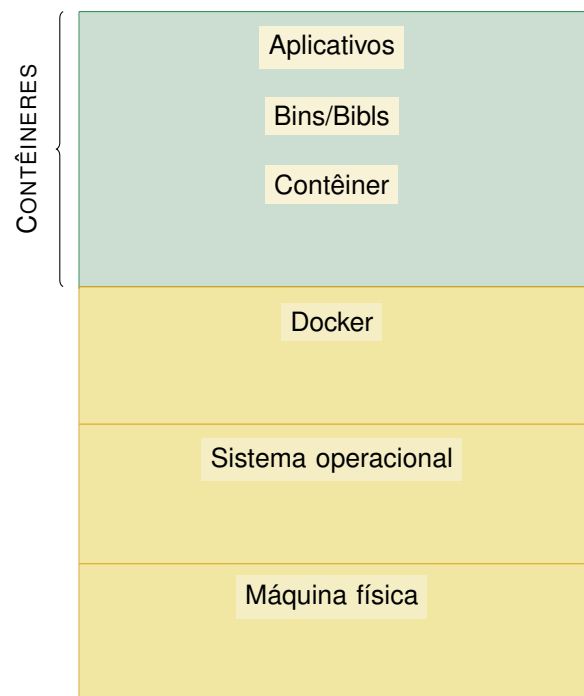 CONTÊINERES
Aplicativos
Bins/Bibls
Contêiner
Docker
Sistema operacional
Máquina física